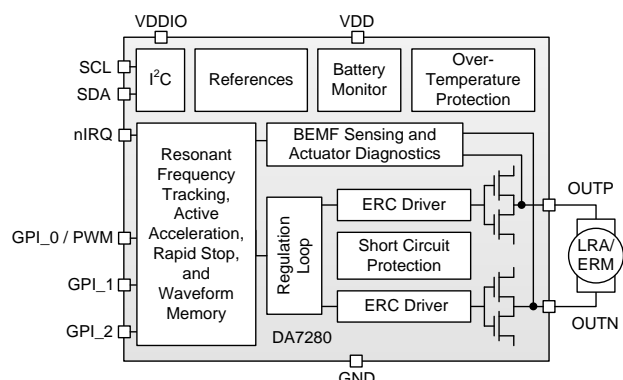 VDDIO
VDD
SCL
SDA
I²C
References
Battery
Monitor
Over-
Temperature
Protection
nIRQ
GPI_0 / PWM
GPI_1
GPI_2
Resonant
Frequency
Tracking,
Active
Acceleration,
Rapid Stop,
and
Waveform
Memory
BEMF Sensing and
Actuator Diagnostics
Regulation
Loop
ERC Driver
Short Circuit
Protection
ERC Driver
DA7280
OUTP
LRA/
ERM
OUTN
GND